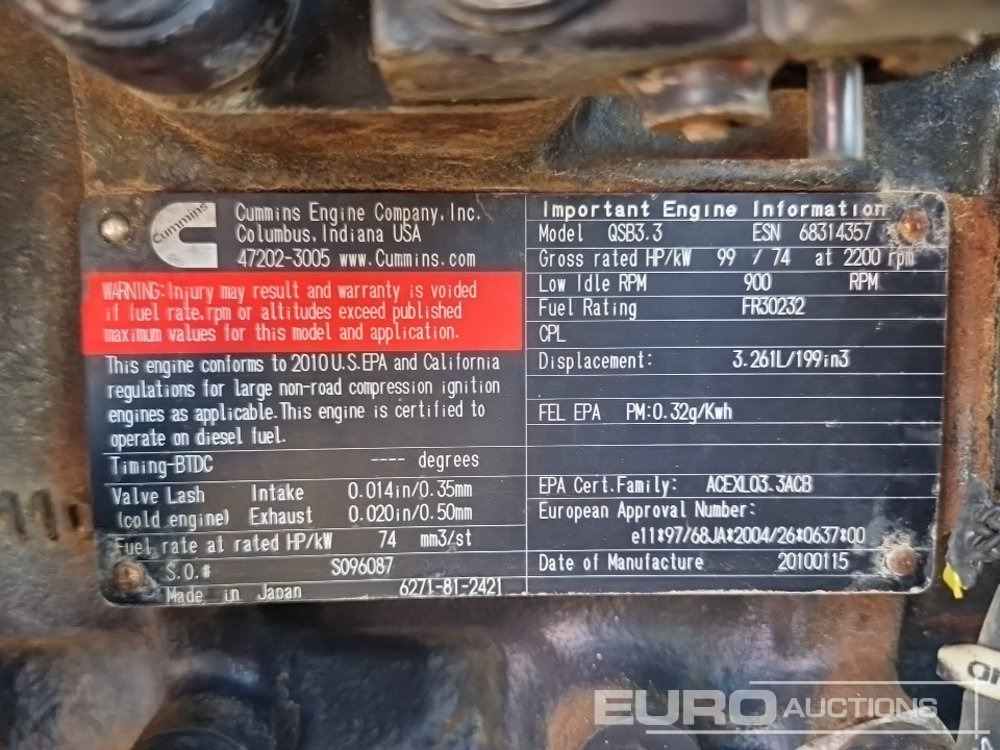 Cummins
Cummins Engine Company, Inc.
Columbus, Indiana USA
47202-3005 www.Cummins.com
WARNING: Injury may result and warranty is voided
if fuel rate, rpm or altitudes exceed published
maximum values for this model and application.
This engine conforms to 2010 U.S.EPA and California
regulations for large non-road compression ignition
engines as applicable. This engine is certified to
operate on diesel fuel.
Timing-BTDC ---- degrees
Valve Lash Intake 0.014in/0.35mm
(cold engine) Exhaust 0.020in/0.50mm
Fuel rate at rated HP/kW 74 mm3/st
S.O.# S096087
Made in Japan 6271-81-2421
Important Engine Information
Model QSB3.3 ESN 68314357
Gross rated HP/kW 99 / 74 at 2200 rpm
Low Idle RPM 900 RPM
Fuel Rating FR30232
CPL
Displacement: 3.261L/199in3
FEL EPA PM:0.32g/Kwh
EPA Cert.Family: ACEXL03.3ACB
European Approval Number:
e11*97/68JA*2004/26*0637*00
Date of Manufacture 20100115
EURO AUCTIONS